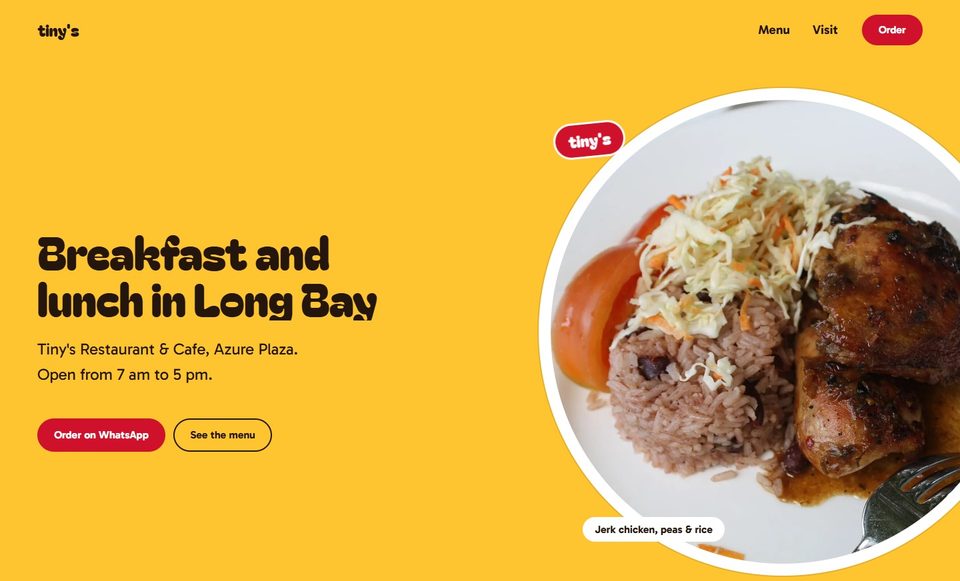 tiny's
Menu
Visit
Order
tiny's
Breakfast and
lunch in Long Bay
Tiny's Restaurant & Cafe, Azure Plaza.
Open from 7 am to 5 pm.
Order on WhatsApp
See the menu
Jerk chicken, peas & rice